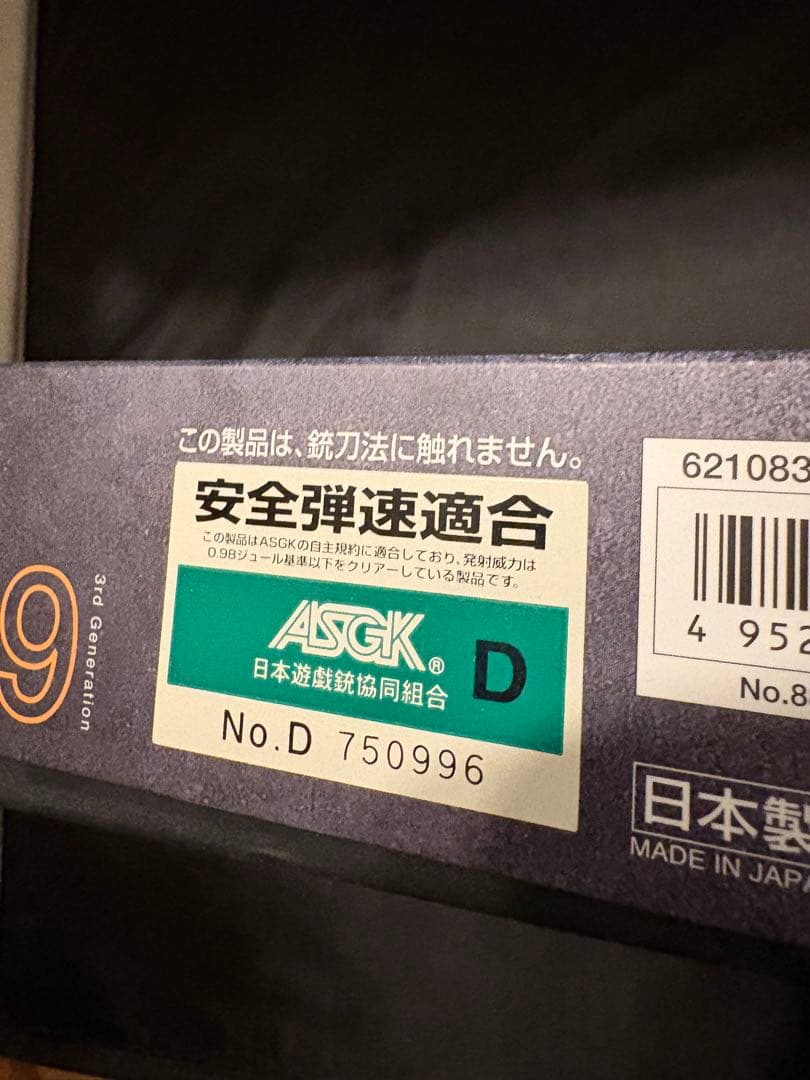 この製品は、銃刀法に触れません。
安全弾速適合
この製品はASGKの自主規約に適合しており、発射威力は
0.98ジュール基準以下をクリアーしている製品です。
ASGK®
日本遊戯銃協同組合
D
No.D 750996
9
3rd Generation
621083
4 952
No.8
日本製
MADE IN JAPA